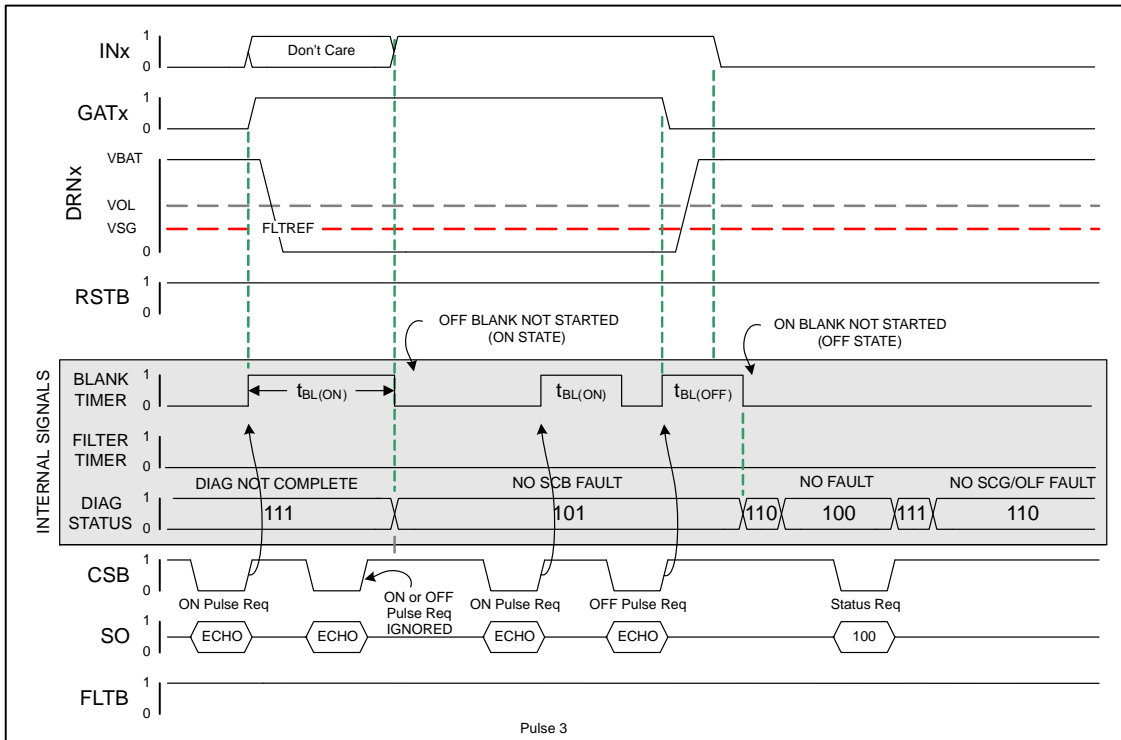 INx
1
0
Don't Care
GATx
1
0
DRNx
VBAT
VOL
VSG
0
FLTREF
RSTB
1
0
OFF BLANK NOT STARTED
(ON STATE)
ON BLANK NOT STARTED
(OFF STATE)
INTERNAL SIGNALS
BLANK
TIMER
1
0
tBL(ON)
tBL(ON)
tBL(OFF)
FILTER
TIMER
1
0
DIAG NOT COMPLETE
NO SCB FAULT
NO FAULT
NO SCG/OLF FAULT
DIAG
STATUS
1
0
111
101
110
100
111
110
CSB
1
0
ON Pulse Req
ON or OFF
Pulse Req
IGNORED
ON Pulse Req
OFF Pulse Req
Status Req
SO
1
0
ECHO
ECHO
ECHO
ECHO
100
FLTB
1
0
Pulse 3